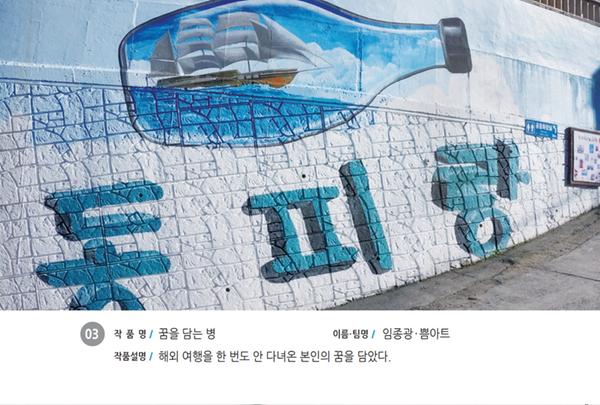 동피랑
03 작 품 명 / 꿈을 담는 병 이름·팀명 / 임종광·쁨아트
작품설명 / 해외 여행을 한 번도 안 다녀온 본인의 꿈을 담았다.